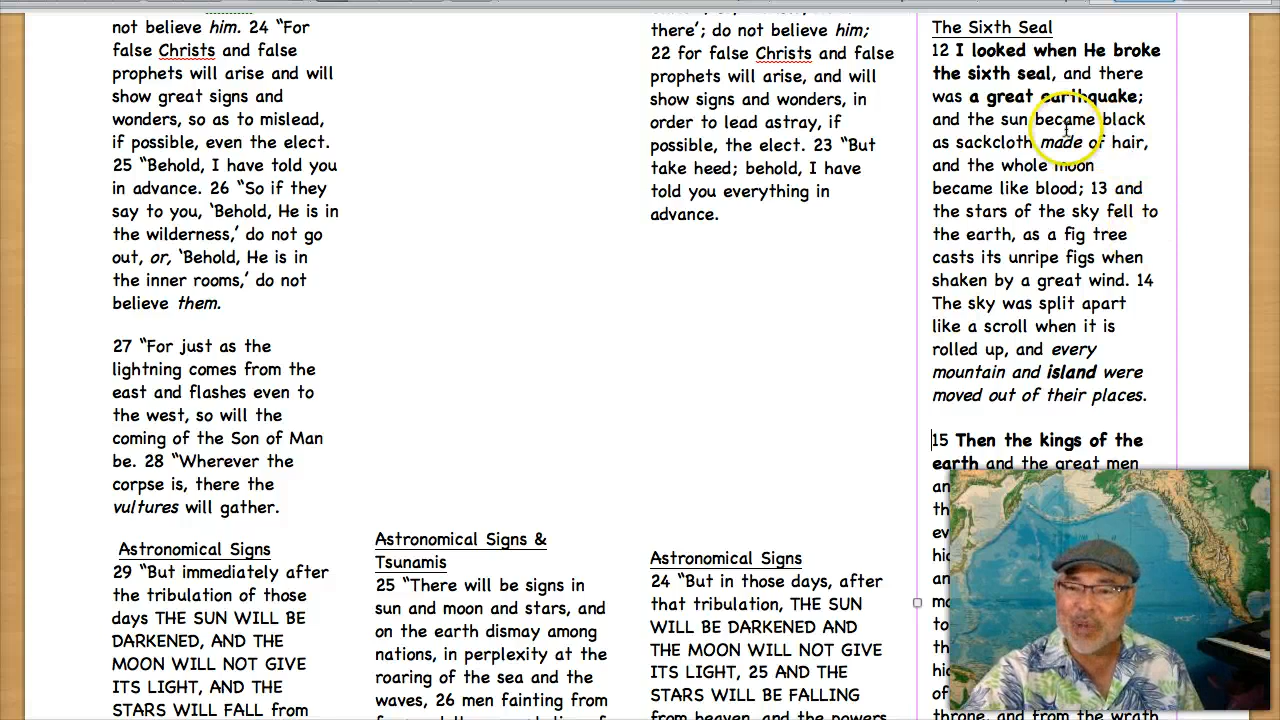 not believe him. 24 “For
false Christs and false
prophets will arise and will
show great signs and
wonders, so as to mislead,
if possible, even the elect.
25 “Behold, I have told you
in advance. 26 “So if they
say to you, ‘Behold, He is in
the wilderness,’ do not go
out, or, ‘Behold, He is in
the inner rooms,’ do not
believe them.
27 “For just as the
lightning comes from the
east and flashes even to
the west, so will the
coming of the Son of Man
be. 28 “Wherever the
corpse is, there the
vultures will gather.
Astronomical Signs
29 “But immediately after
the tribulation of those
days THE SUN WILL BE
DARKENED, AND THE
MOON WILL NOT GIVE
ITS LIGHT, AND THE
STARS WILL FALL from
Astronomical Signs &
Tsunamis
25 “There will be signs in
sun and moon and stars, and
on the earth dismay among
nations, in perplexity at the
roaring of the sea and the
waves, 26 men fainting from
there’; do not believe him;
22 for false Christs and false
prophets will arise, and will
show signs and wonders, in
order to lead astray, if
possible, the elect. 23 “But
take heed; behold, I have
told you everything in
advance.
Astronomical Signs
24 “But in those days, after
that tribulation, THE SUN
WILL BE DARKENED AND
THE MOON WILL NOT GIVE
ITS LIGHT, 25 AND THE
STARS WILL BE FALLING
from heaven, and the powers
The Sixth Seal
12 I looked when He broke
the sixth seal, and there
was a great earthquake;
and the sun became black
as sackcloth made of hair,
and the whole moon
became like blood; 13 and
the stars of the sky fell to
the earth, as a fig tree
casts its unripe figs when
shaken by a great wind. 14
The sky was split apart
like a scroll when it is
rolled up, and every
mountain and island were
moved out of their places.
15 Then the kings of the
earth and the great men
throne, and from the wrath